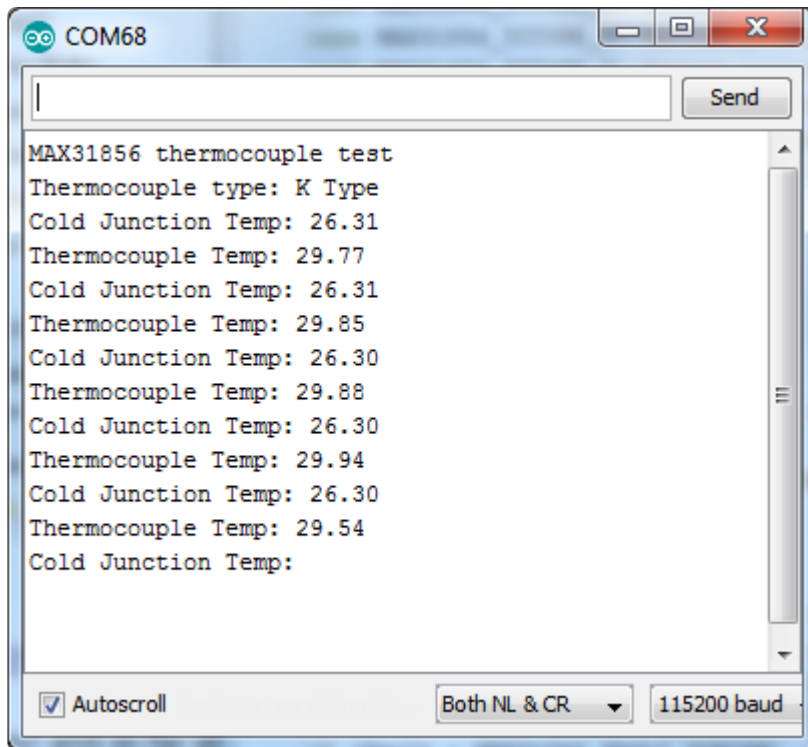 COM68
Send
MAX31856 thermocouple test
Thermocouple type: K Type
Cold Junction Temp: 26.31
Thermocouple Temp: 29.77
Cold Junction Temp: 26.31
Thermocouple Temp: 29.85
Cold Junction Temp: 26.30
Thermocouple Temp: 29.88
Cold Junction Temp: 26.30
Thermocouple Temp: 29.94
Cold Junction Temp: 26.30
Thermocouple Temp: 29.54
Cold Junction Temp:
Autoscroll Both NL & CR 115200 baud